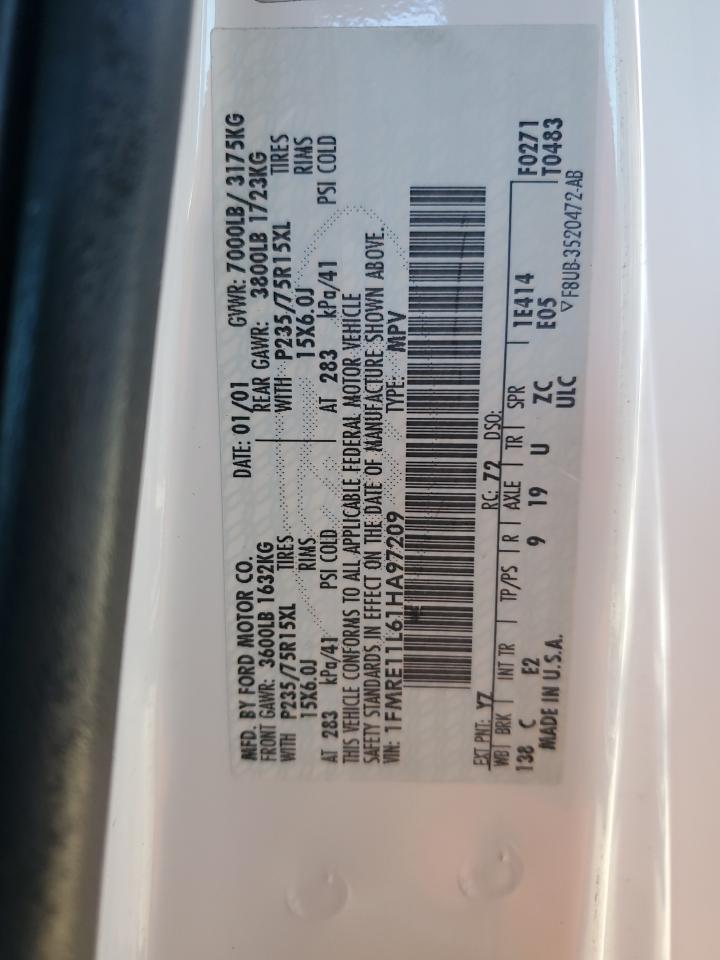 MFD. BY FORD MOTOR CO. DATE: 01/01 GVWR: 7000LB/ 3175KG
FRONT GAWR: 3600LB 1632KG REAR GAWR: 3800LB 1723KG
WITH P235/75R15XL TIRES WITH P235/75R15XL TIRES
15X6.0J RIMS 15X6.0J RIMS
AT 283 kPa/41 PSI COLD AT 283 kPa/41 PSI COLD
THIS VEHICLE CONFORMS TO ALL APPLICABLE FEDERAL MOTOR VEHICLE
SAFETY STANDARDS IN EFFECT ON THE DATE OF MANUFACTURE SHOWN ABOVE.
VIN: 1FMRE11L61HA97209 TYPE: MPV
EXT PNT: YZ RC: 72 DSO:
WB BRK INT TR TP/PS R AXLE TR SPR 1E414 F0271
138 C E2 9 19 U ZC E05 T0483
MADE IN U.S.A. ULC ▽F8UB-3520472-AB